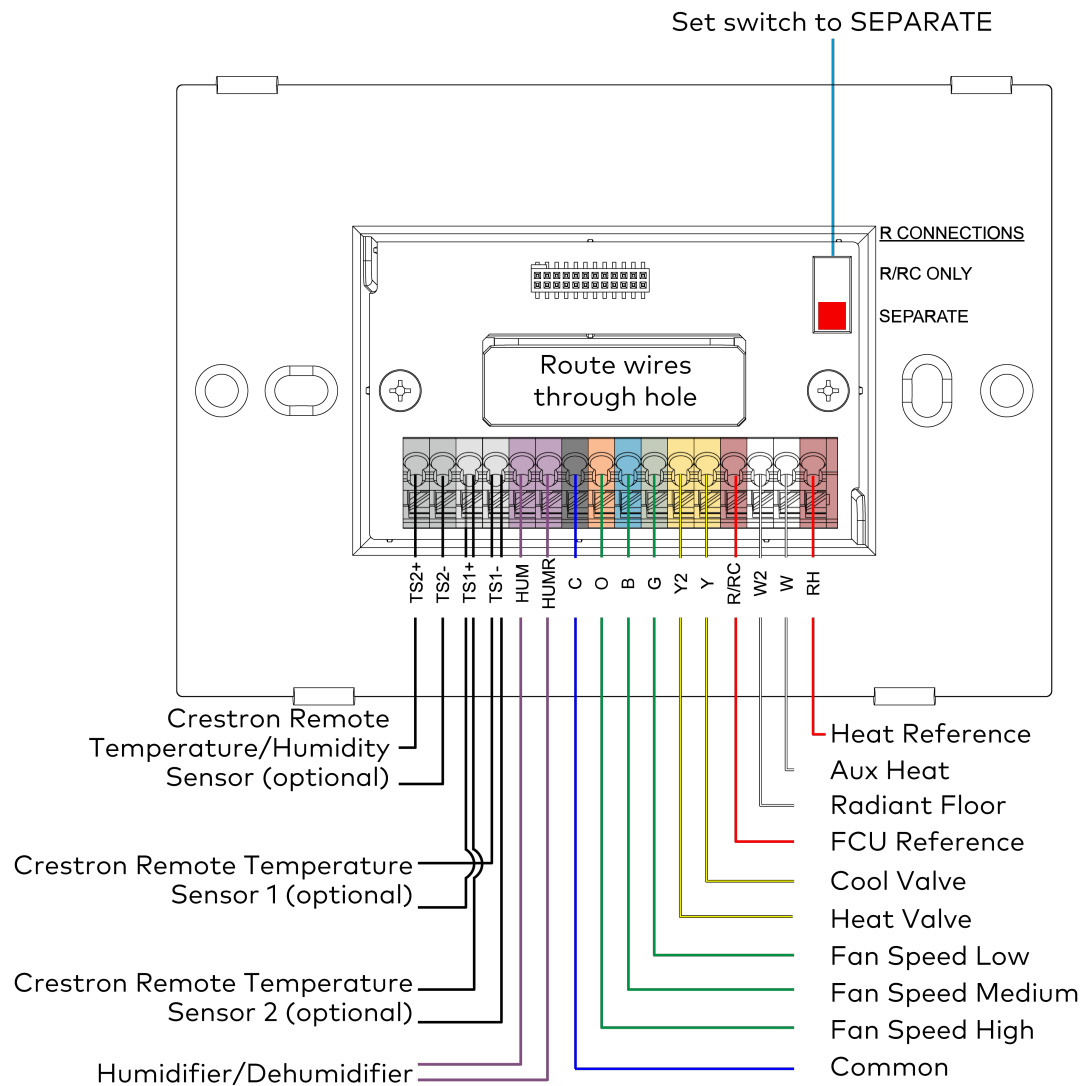 Set switch to SEPARATE
R CONNECTIONS
R/RC ONLY
SEPARATE
Route wires
through hole
TS2+
TS2-
TS1+
TS1-
HUM
HUMR
C
O
B
G
Y2
Y
R/RC
W2
W
RH
Crestron Remote
Temperature/Humidity
Sensor (optional)
Crestron Remote Temperature
Sensor 1 (optional)
Crestron Remote Temperature
Sensor 2 (optional)
Humidifier/Dehumidifier
Heat Reference
Aux Heat
Radiant Floor
FCU Reference
Cool Valve
Heat Valve
Fan Speed Low
Fan Speed Medium
Fan Speed High
Common